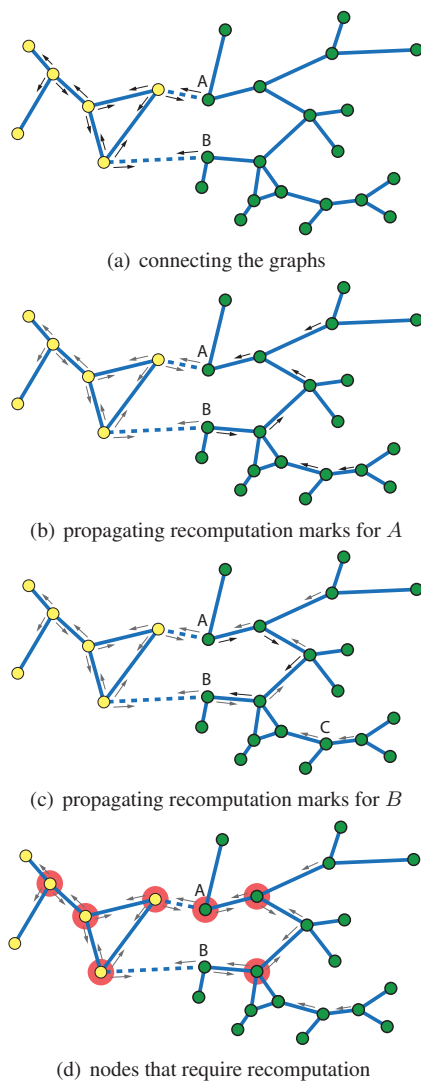 A
B
(a) connecting the graphs
A
B
(b) propagating recomputation marks for A
A
B
C
(c) propagating recomputation marks for B
A
B
(d) nodes that require recomputation